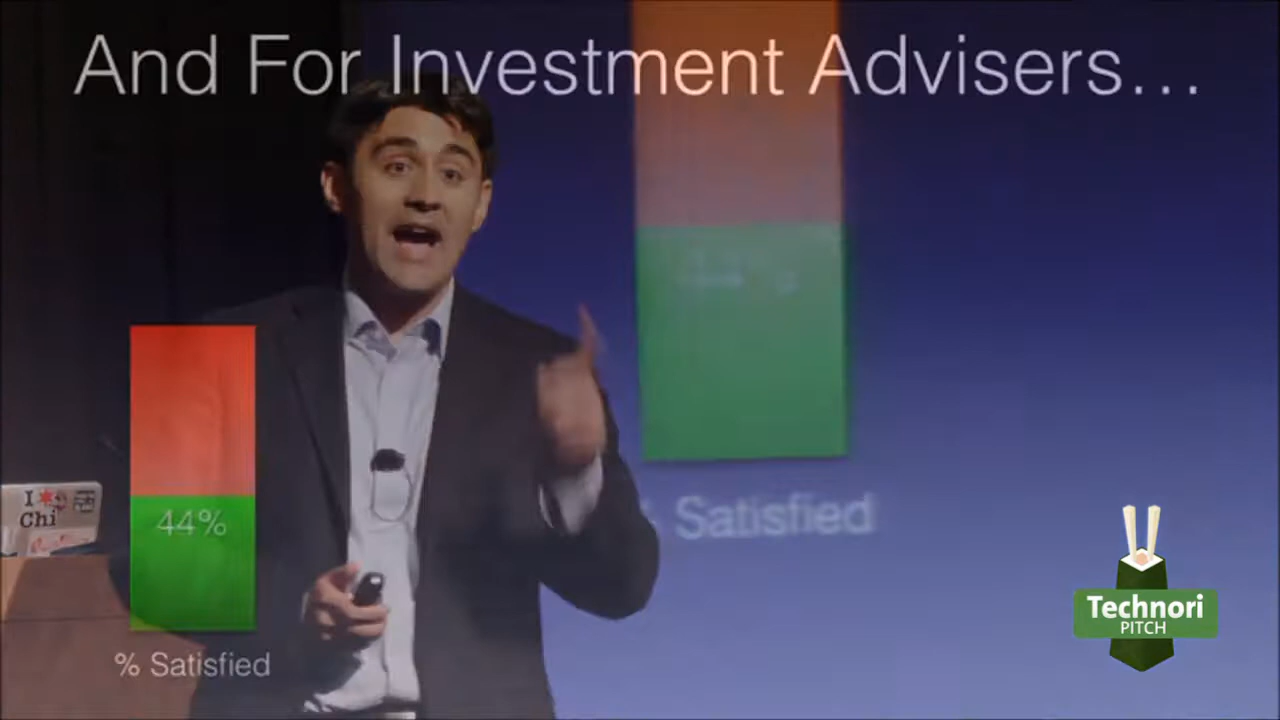 And For Investment Advisers...
I
Chi
44%
% Satisfied
Satisfied
Technori
PITCH